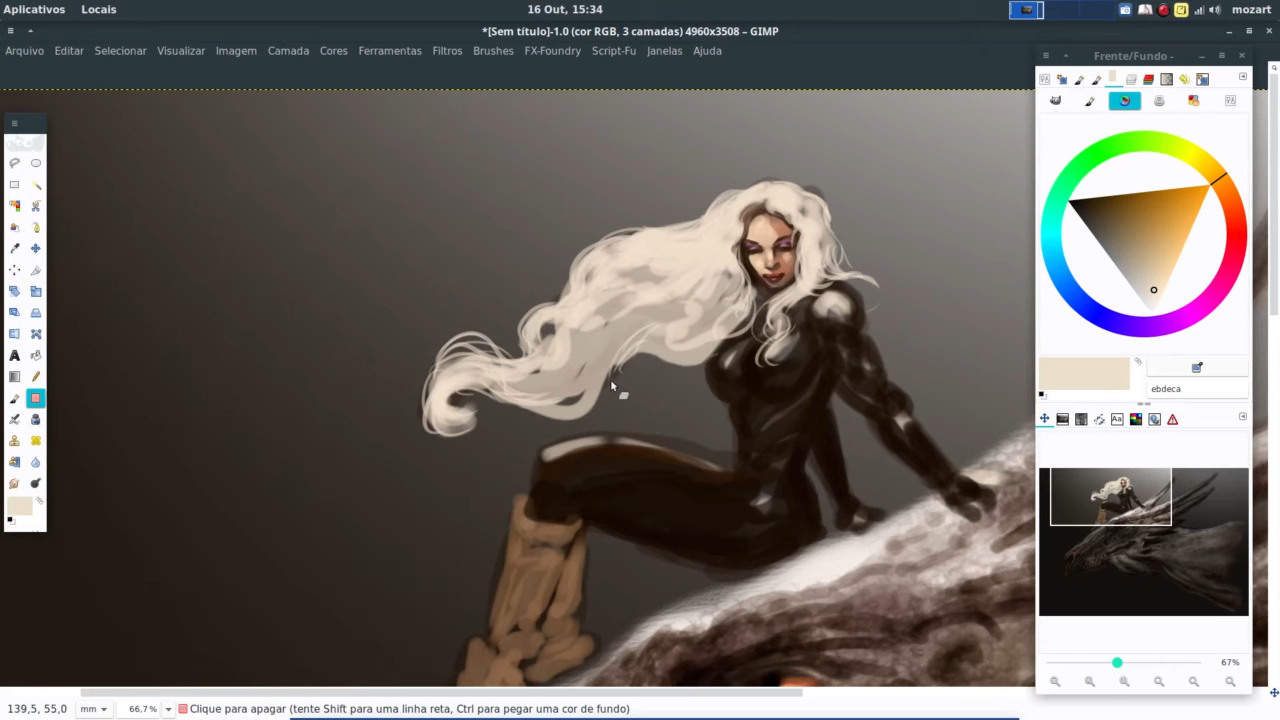 Aplicativos Locais 16 Out, 15:34 mozart
*[Sem título]-1.0 (cor RGB, 3 camadas) 4960x3508 – GIMP
Arquivo Editar Selecionar Visualizar Imagem Camada Cores Ferramentas Filtros Brushes FX-Foundry Script-Fu Janelas Ajuda
Frente/Fundo -
ebdeca
Aa
67%
139,5, 55,0 mm 66,7% Clique para apagar (tente Shift para uma linha reta, Ctrl para pegar uma cor de fundo)